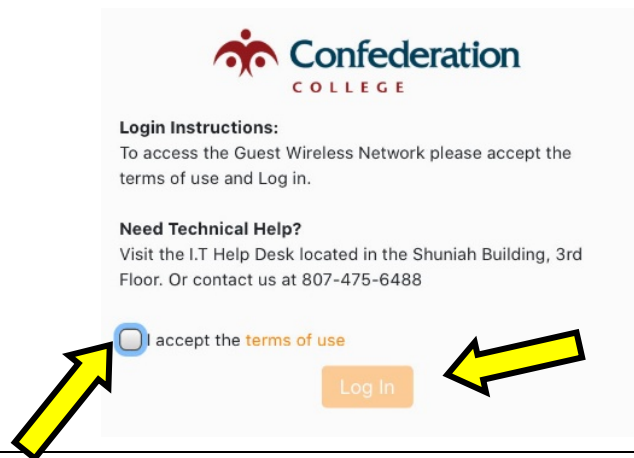 Confederation
COLLEGE
Login Instructions:
To access the Guest Wireless Network please accept the
terms of use and Log in.
Need Technical Help?
Visit the I.T Help Desk located in the Shuniah Building, 3rd
Floor. Or contact us at 807-475-6488
I accept the terms of use
Log In